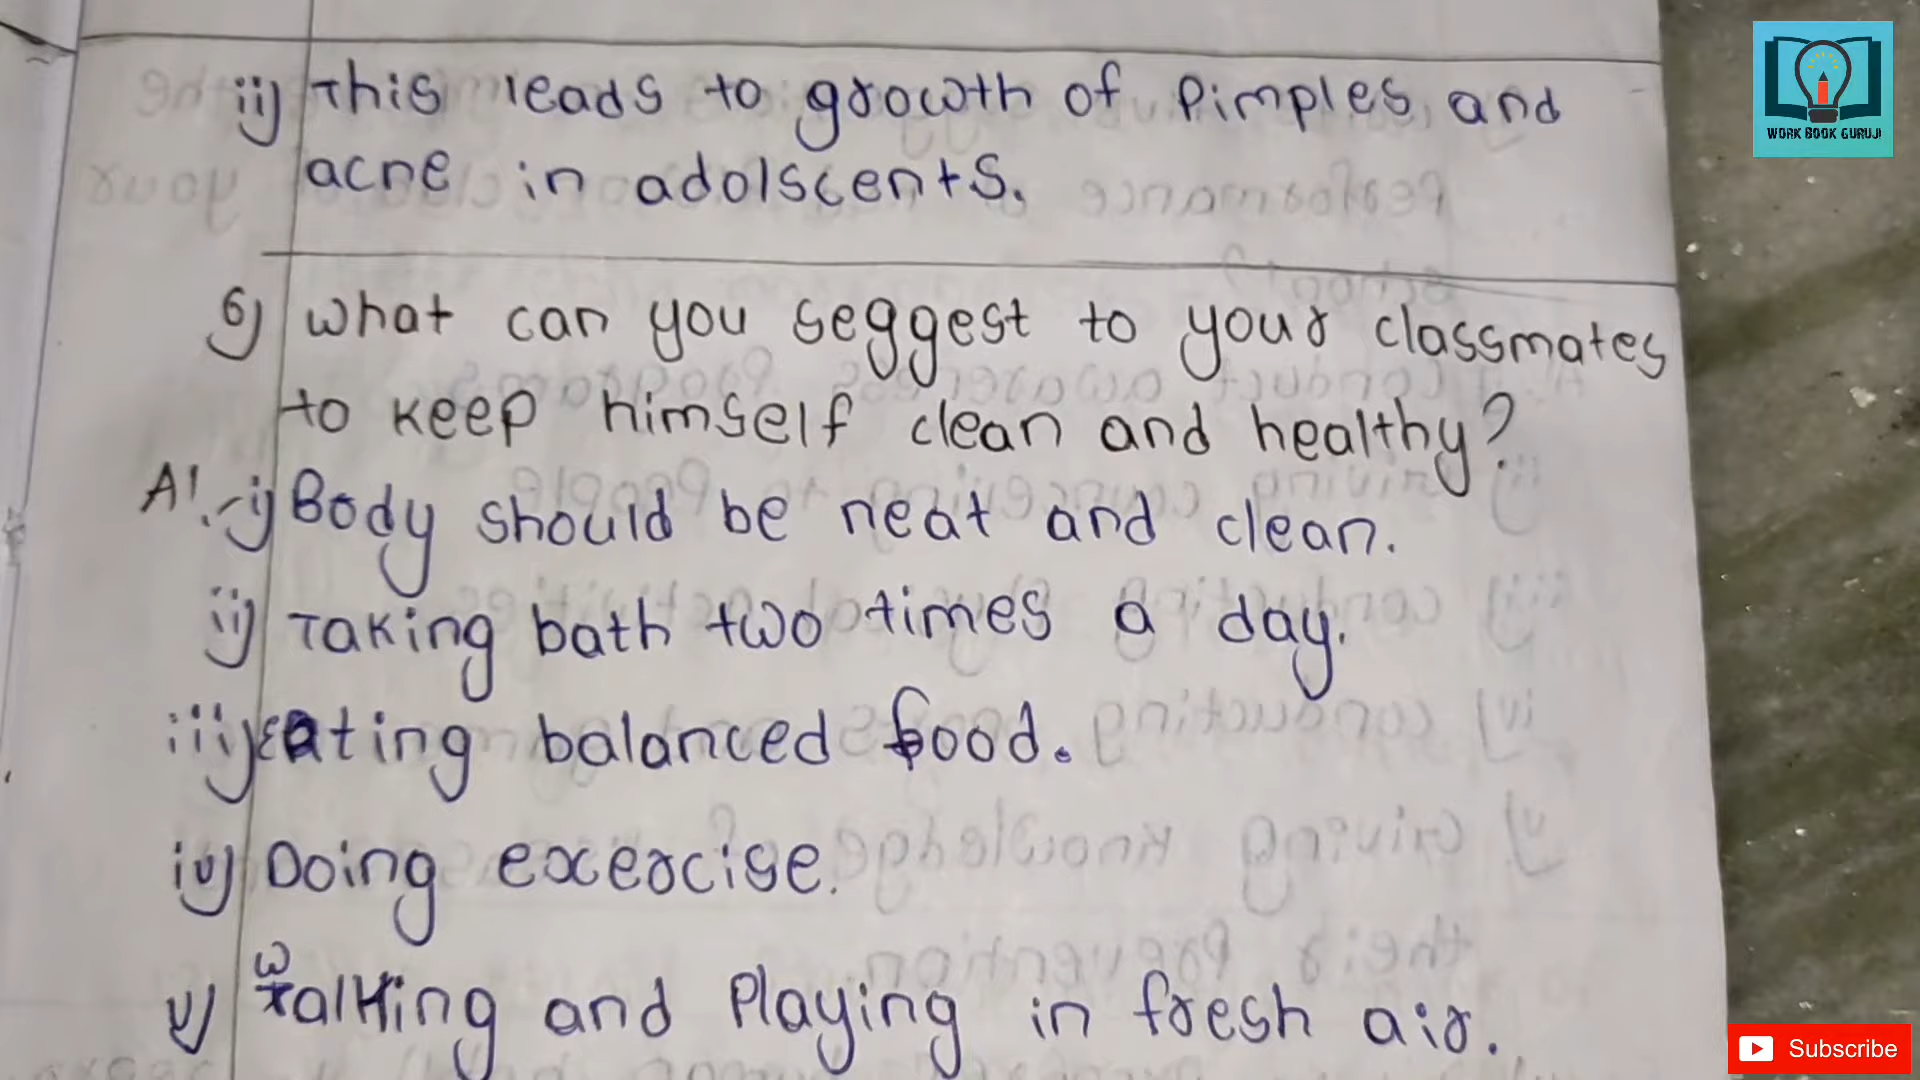 ii) This leads to growth of Pimples, and
acne in adolscents.
6) what can you seggest to your classmates
to keep himself clean and healthy?
A. i) Body should be neat and clean.
ii) Taking bath two times a day.
iii) eating balanced food.
iv) Doing exercise.
v) walking and Playing in fresh air.
WORK BOOK GURUJI
Subscribe